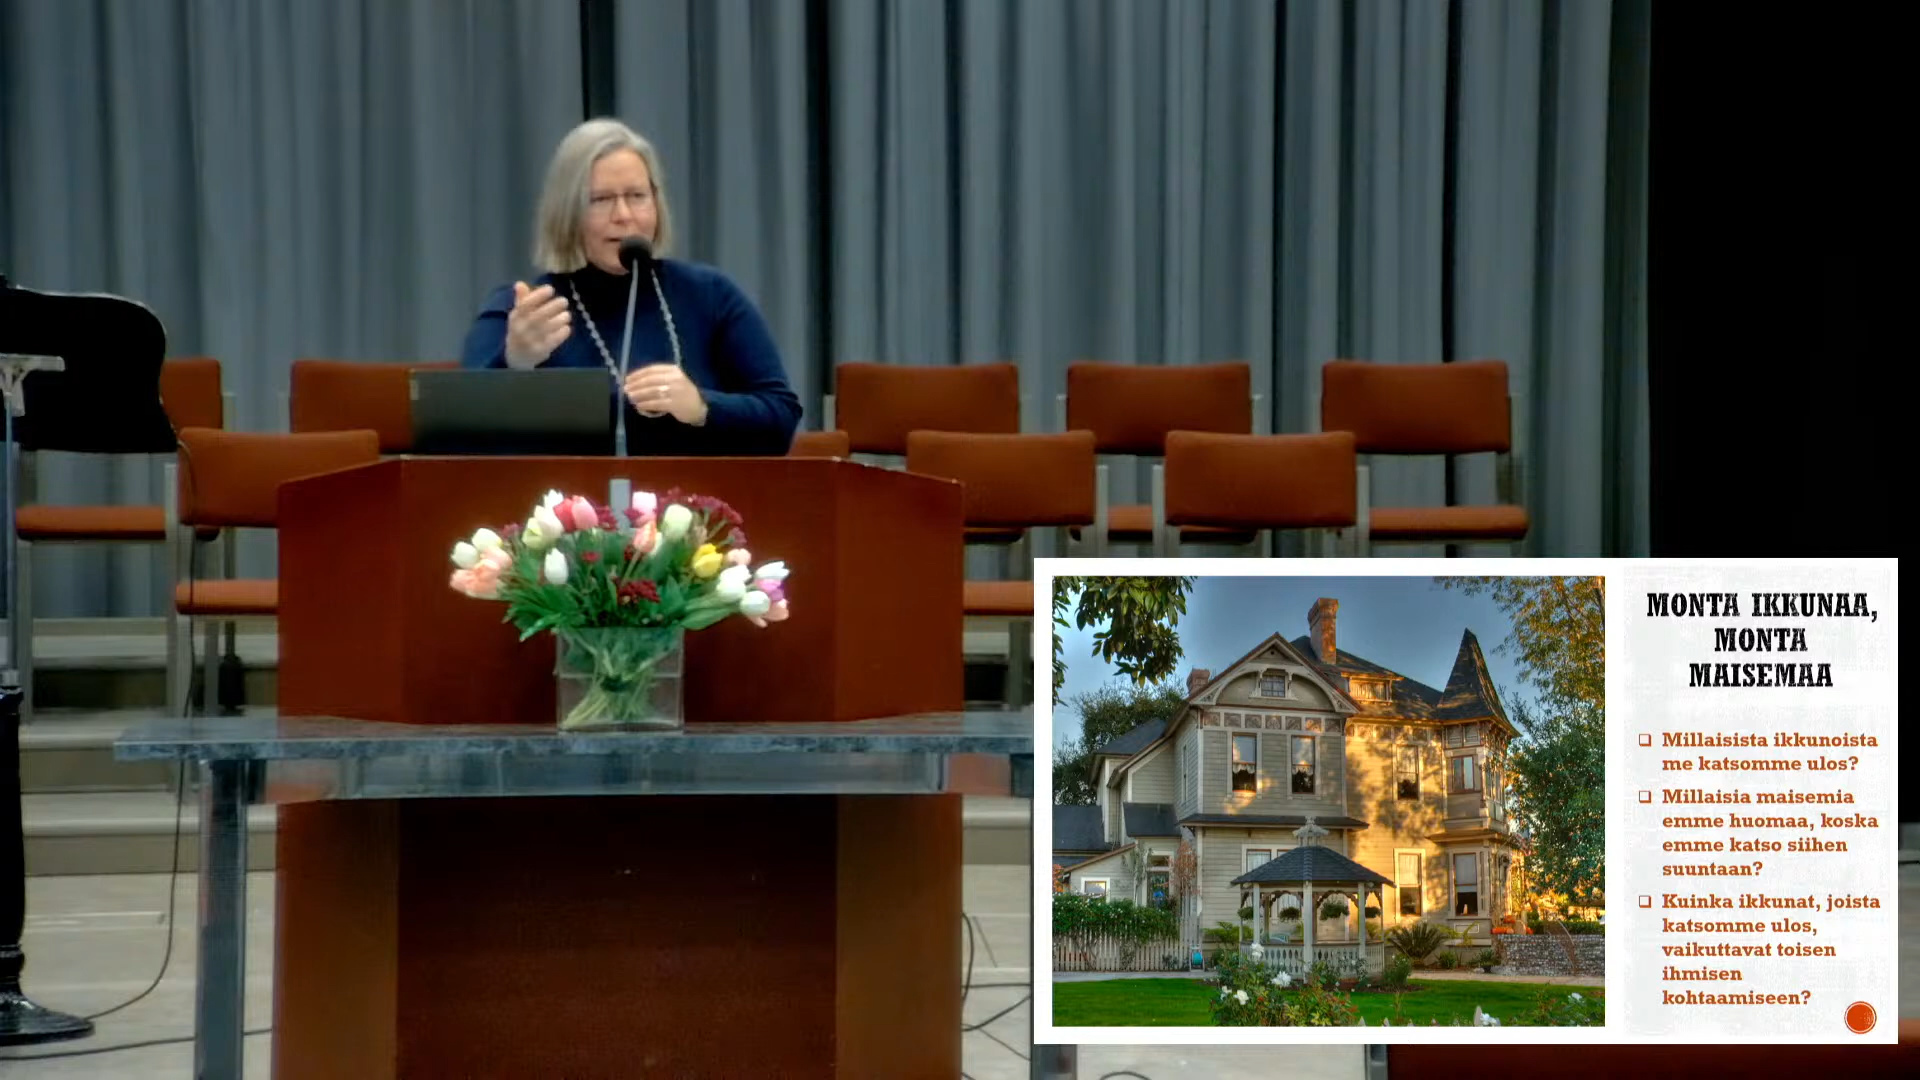 MONTA IKKUNAA,
MONTA
MAISEMAA
Millaisista ikkunoista
me katsomme ulos?
Millaisia maisemia
emme huomaa, koska
emme katso siihen
suuntaan?
Kuinka ikkunat, joista
katsomme ulos,
vaikuttavat toisen
ihmisen
kohtaamiseen?